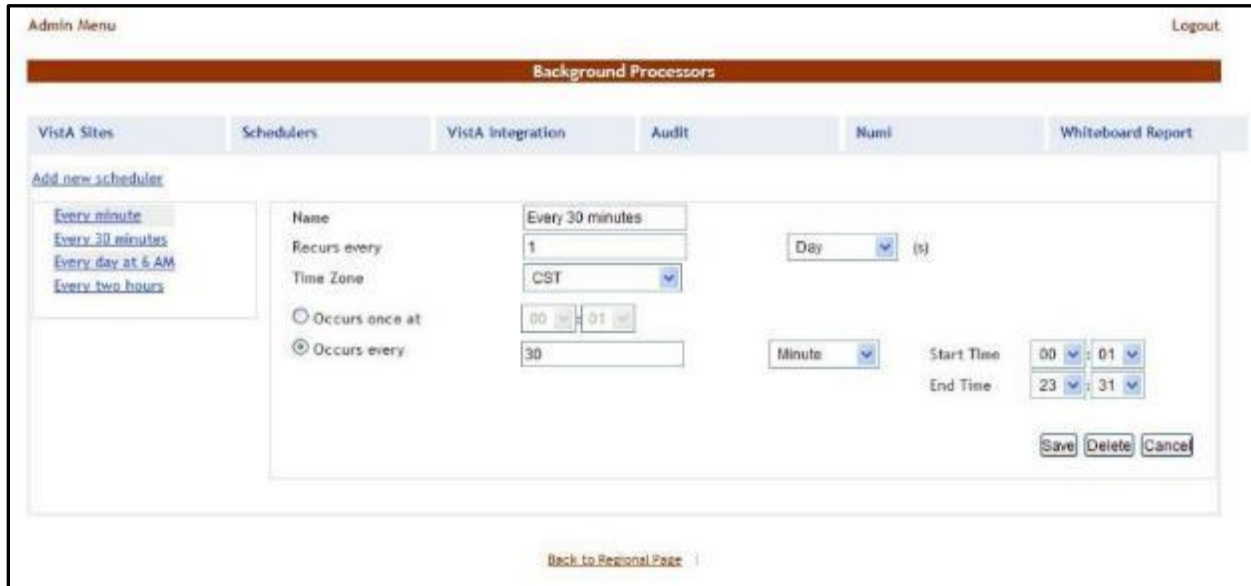 Admin Menu Logout
Background Processors
VistA Sites Schedulers VistA Integration Audit Numi Whiteboard Report
Add new scheduler
Every minute
Every 30 minutes
Every day at 6 AM
Every two hours
Name Every 30 minutes
Recurs every 1 Day (s)
Time Zone CST
Occurs once at 00 : 01
Occurs every 30 Minute Start Time 00 : 01
End Time 23 : 31
Save Delete Cancel
Back to Regional Page |